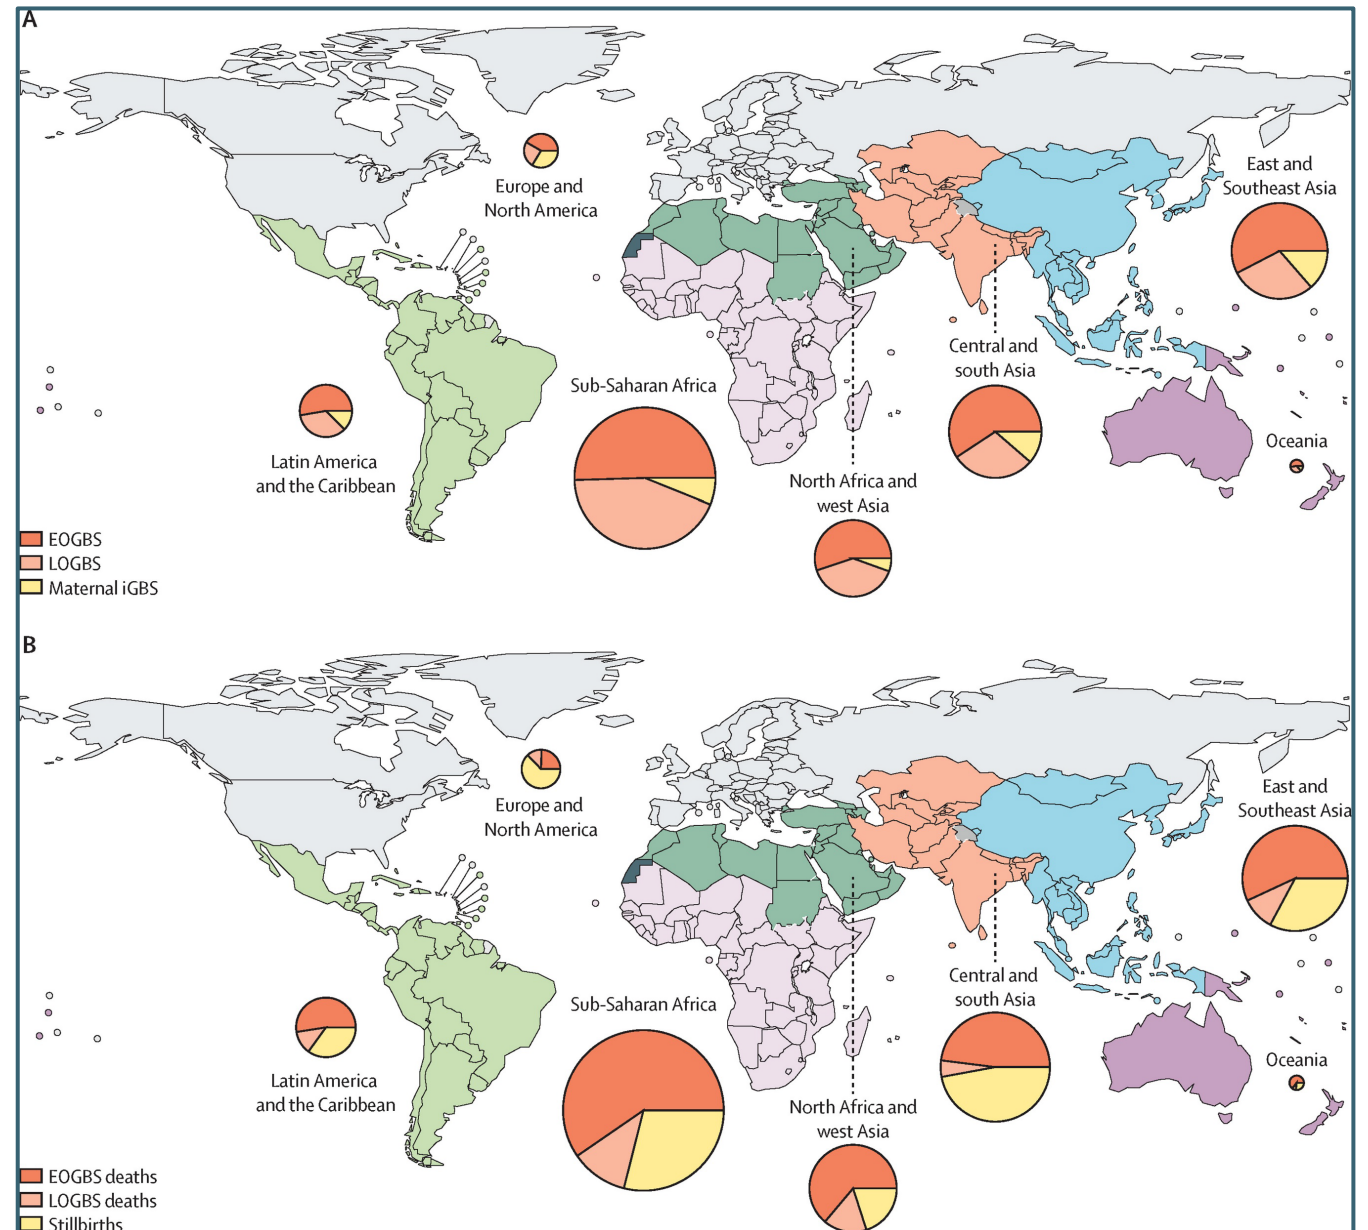 A
Europe and
North America
East and
Southeast Asia
Central and
south Asia
Sub-Saharan Africa
Latin America
and the Caribbean
North Africa and
west Asia
Oceania
EOGBS
LOGBS
Maternal iGBS
B
Europe and
North America
East and
Southeast Asia
Central and
south Asia
Sub-Saharan Africa
Latin America
and the Caribbean
North Africa and
west Asia
Oceania
EOGBS deaths
LOGBS deaths
Stillbirths